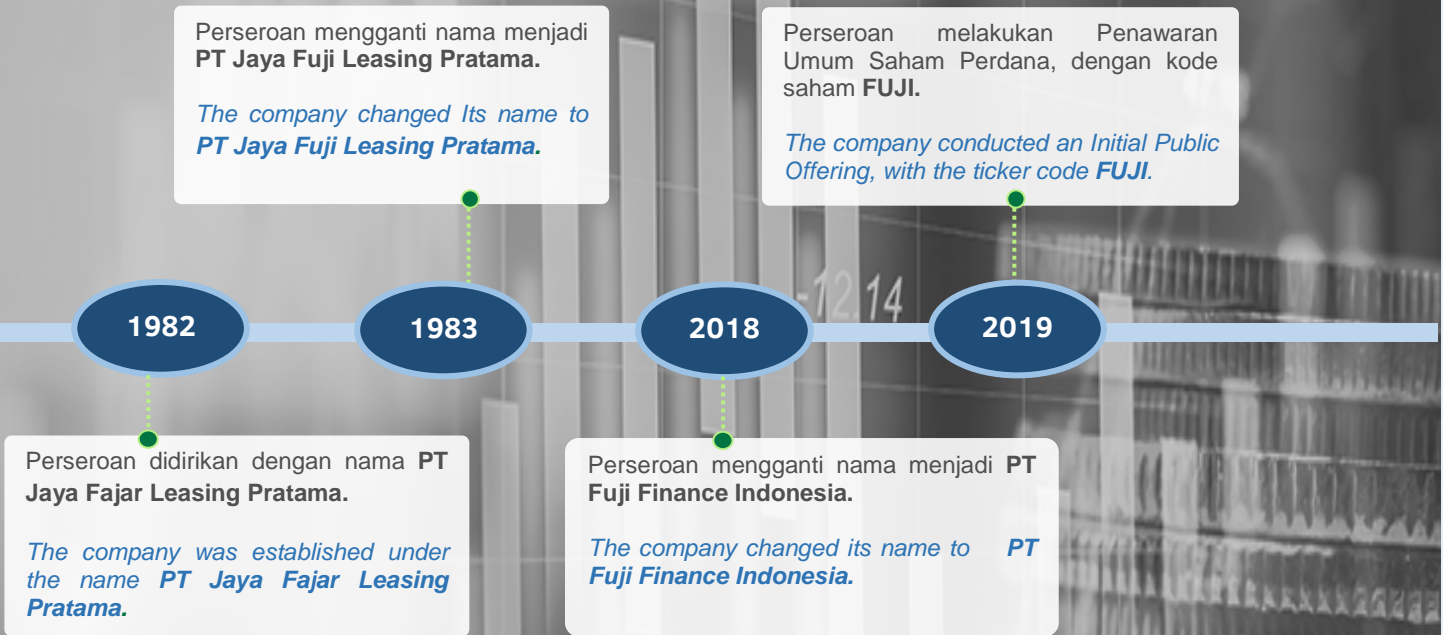 Perseroan mengganti nama menjadi
PT Jaya Fuji Leasing Pratama.
The company changed Its name to
PT Jaya Fuji Leasing Pratama.
Perseroan melakukan Penawaran
Umum Saham Perdana, dengan kode
saham FUJI.
The company conducted an Initial Public
Offering, with the ticker code FUJI.
-12.14
1982
1983
2018
2019
Perseroan didirikan dengan nama PT
Jaya Fajar Leasing Pratama.
The company was established under
the name PT Jaya Fajar Leasing
Pratama.
Perseroan mengganti nama menjadi PT
Fuji Finance Indonesia.
The company changed its name to PT
Fuji Finance Indonesia.